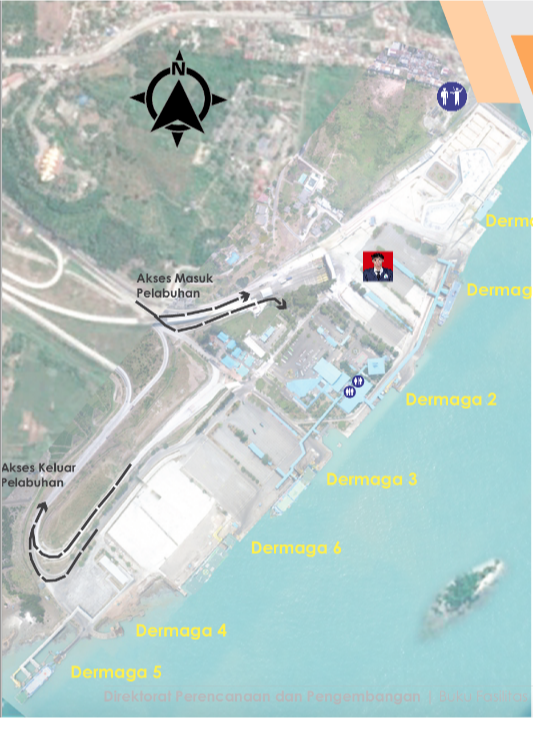 N
Derm
Akses Masuk
Pelabuhan
Dermag
Dermaga 2
Akses Keluar
Pelabuhan
Dermaga 3
Dermaga 6
Dermaga 4
Dermaga 5
Direktorat Perencanaan dan Pengembangan |